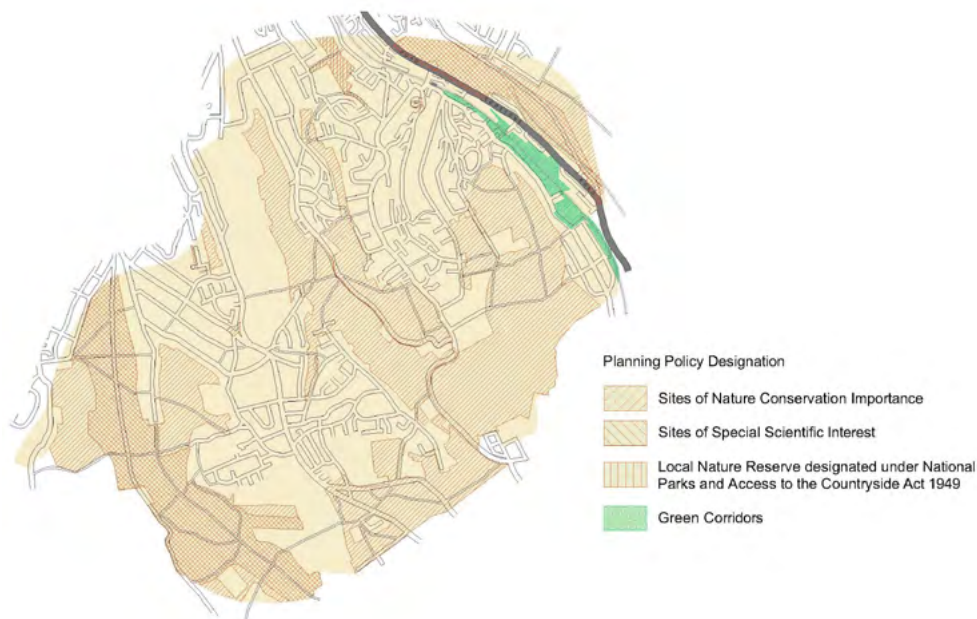 Planning Policy Designation
Sites of Nature Conservation Importance
Sites of Special Scientific Interest
Local Nature Reserve designated under National
Parks and Access to the Countryside Act 1949
Green Corridors